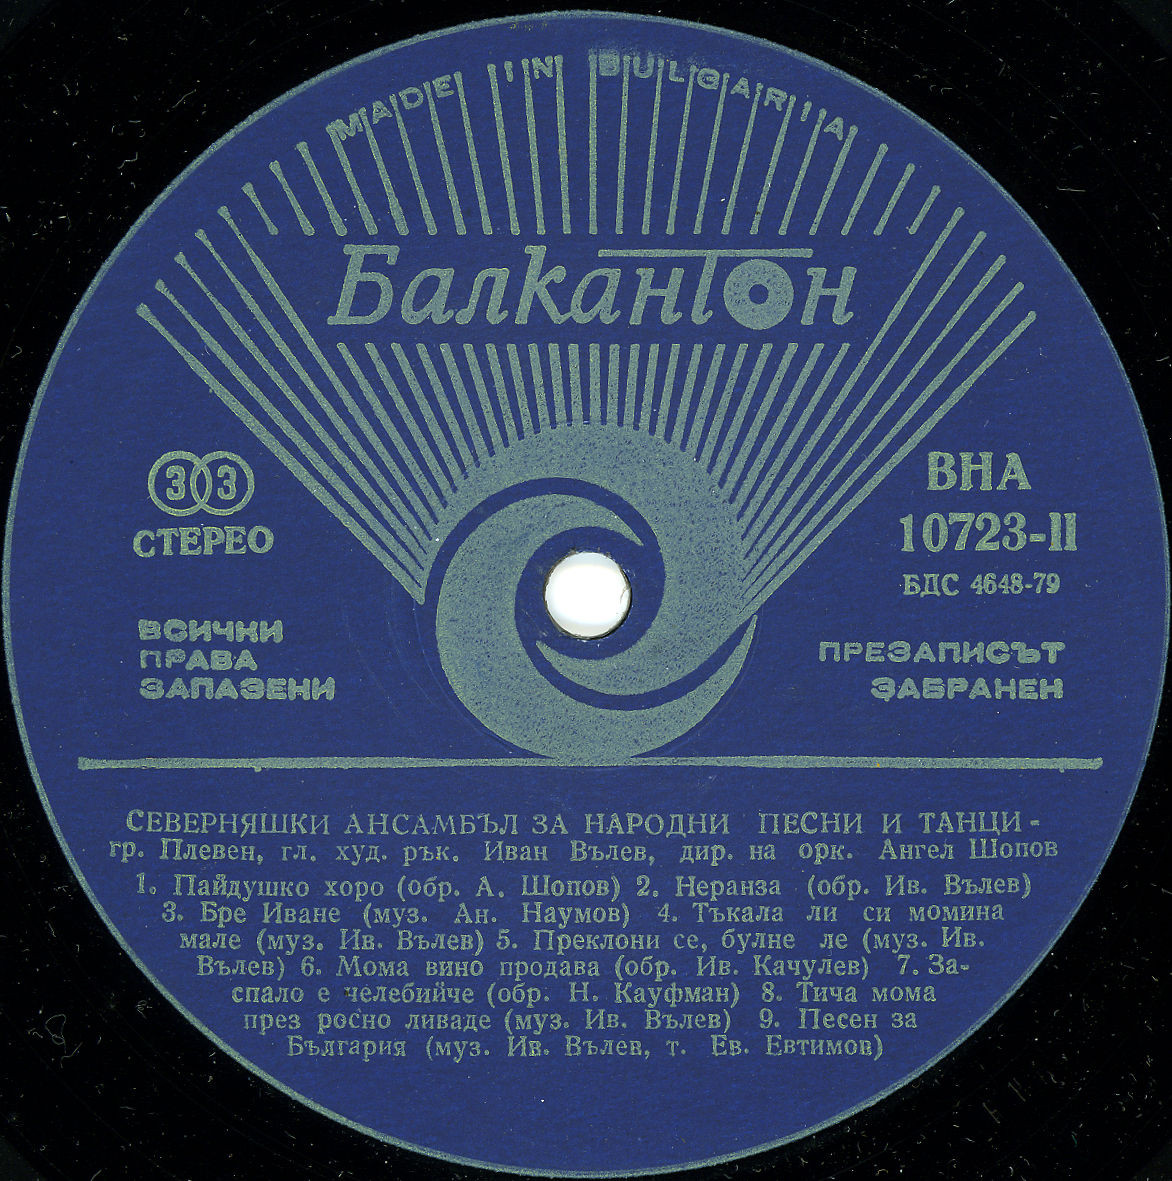 MADE IN BULGARIA
Балкантон
33
СТЕРЕО
ВСИЧКИ
ПРАВА
ЗАПАЗЕНИ
ВНА
10723-II
БДС 4648-79
ПРЕЗАПИСЪТ
ЗАБРАНЕН
СЕВЕРНЯШКИ АНСАМБЪЛ ЗА НАРОДНИ ПЕСНИ И ТАНЦИ -
гр. Плевен, гл. худ. рък. Иван Вълев, дир. на орк. Ангел Шопов
1. Пайдушко хоро (обр. А. Шопов) 2. Неранза (обр. Ив. Вълев)
3. Бре Иване (муз. Ан. Наумов) 4. Тъкала ли си момина
мале (муз. Ив. Вълев) 5. Преклони се, булне ле (муз. Ив.
Вълев) 6. Мома вино продава (обр. Ив. Качулев) 7. За-
спало е челебийче (обр. Н. Кауфман) 8. Тича мома
през росно ливаде (муз. Ив. Вълев) 9. Песен за
България (муз. Ив. Вълев, т. Ев. Евтимов)